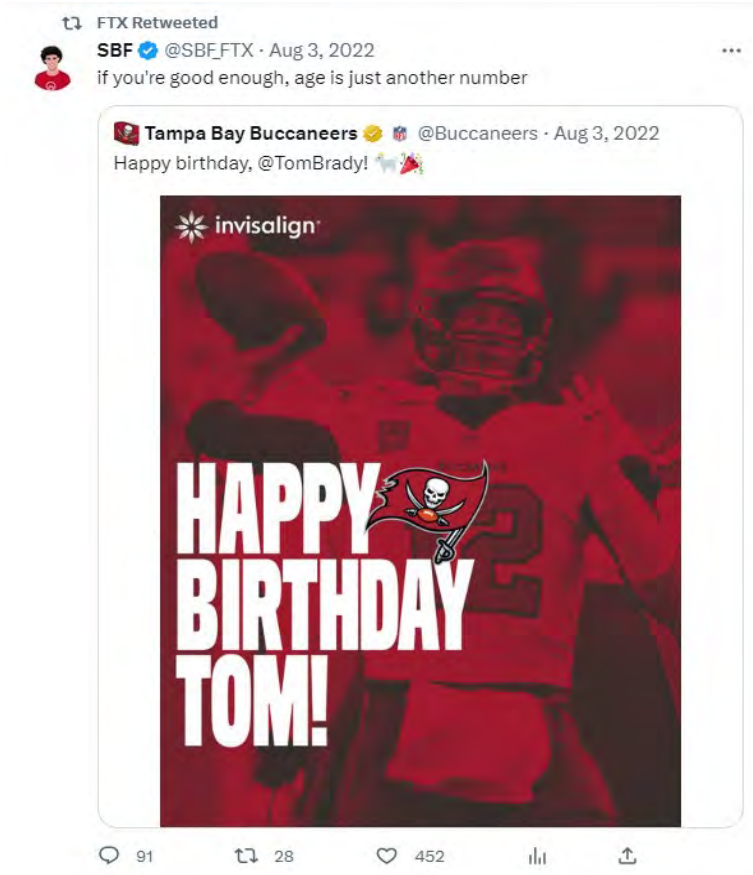 FTX Retweeted
SBF @SBF_FTX · Aug 3, 2022
if you're good enough, age is just another number
Tampa Bay Buccaneers @Buccaneers · Aug 3, 2022
Happy birthday, @TomBrady!
invisalign
HAPPY
BIRTHDAY
TOM!
91 28 452